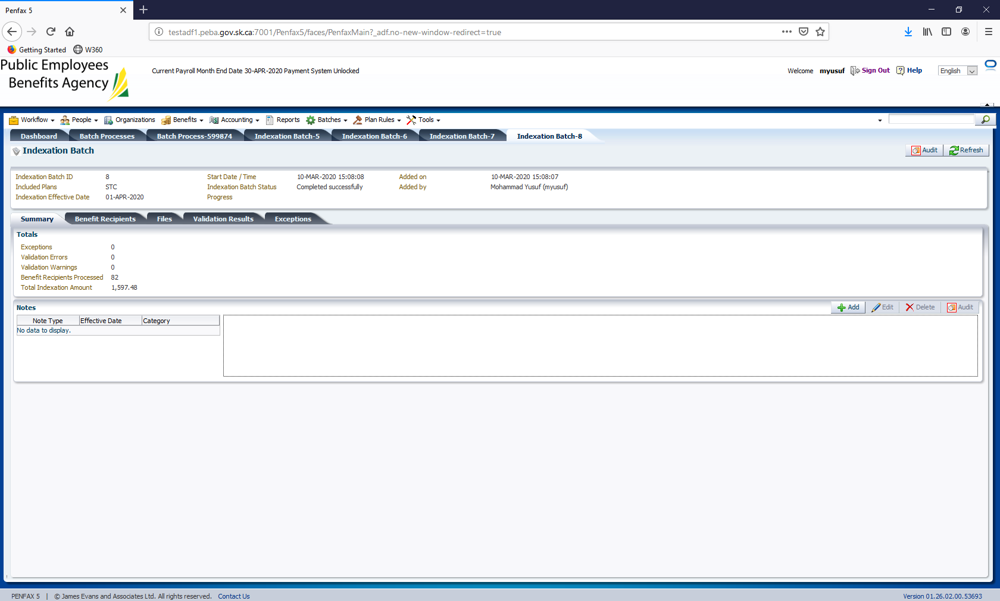 Penfax 5
testadf1.peba.gov.sk.ca:7001/Penfax5/faces/PenfaxMain?_adf.no-new-window-redirect=true
Getting Started W360
Public Employees
Benefits Agency
Current Payroll Month End Date 30-APR-2020 Payment System Unlocked
Welcome myusuf Sign Out Help English
Workflow People Organizations Benefits Accounting Reports Batches Plan Rules Tools
Dashboard Batch Processes Batch Process-599874 Indexation Batch-5 Indexation Batch-6 Indexation Batch-7 Indexation Batch-8
Indexation Batch Audit Refresh
Indexation Batch ID 8 Start Date / Time 10-MAR-2020 15:08:08 Added on 10-MAR-2020 15:08:07
Included Plans STC Indexation Batch Status Completed successfully Added by Mohammad Yusuf (myusuf)
Indexation Effective Date 01-APR-2020 Progress
Summary Benefit Recipients Files Validation Results Exceptions
Totals
Exceptions 0
Validation Errors 0
Validation Warnings 0
Benefit Recipients Processed 82
Total Indexation Amount 1,597.48
Notes Add Edit Delete Audit
Note Type Effective Date Category
No data to display.
PENFAX 5 | © James Evans and Associates Ltd. All rights reserved. Contact Us Version 01.26.02.00.53693